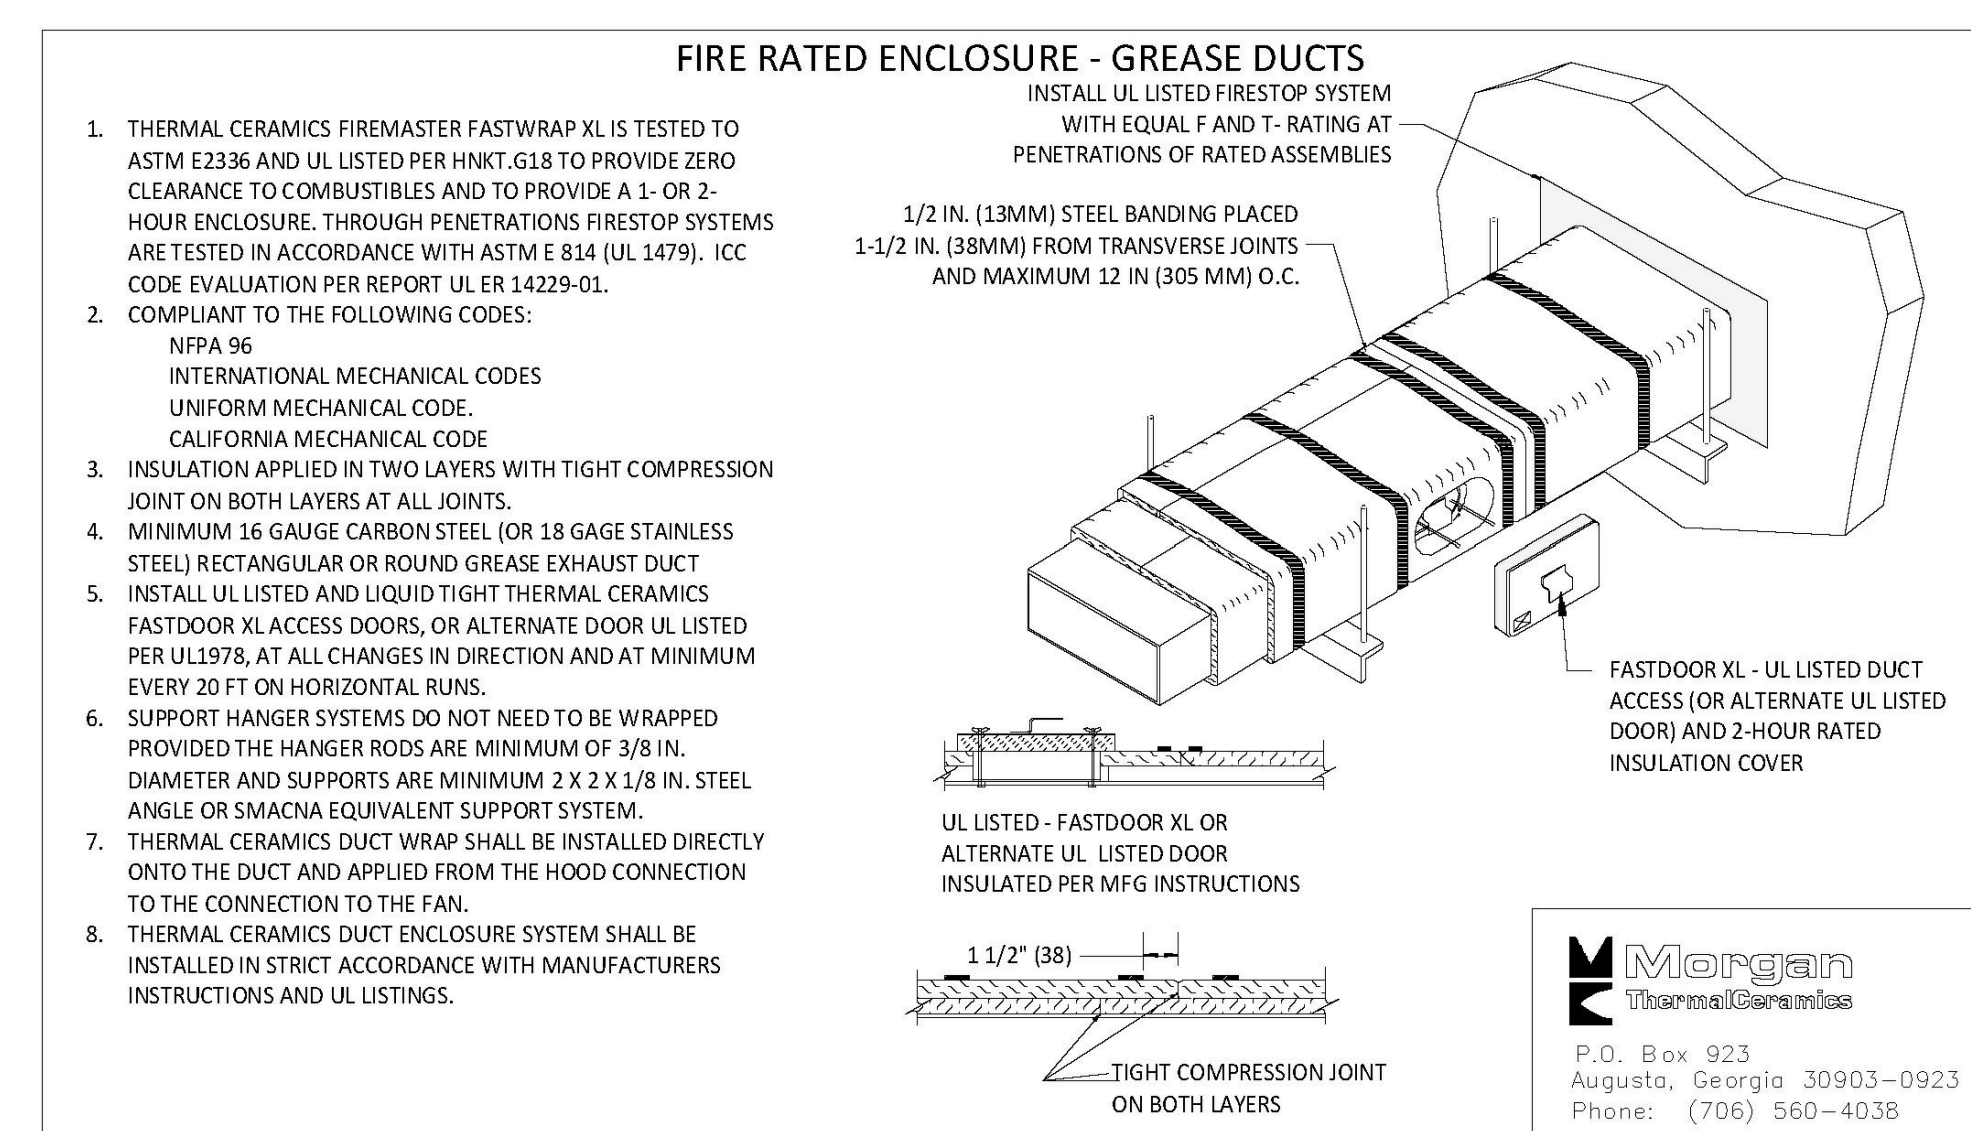 FIRE RATED ENCLOSURE - GREASE DUCTS
1. THERMAL CERAMICS FIREMASTER FASTWRAP XL IS TESTED TO
ASTM E2336 AND UL LISTED PER HNKT.G18 TO PROVIDE ZERO
CLEARANCE TO COMBUSTIBLES AND TO PROVIDE A 1- OR 2-
HOUR ENCLOSURE. THROUGH PENETRATIONS FIRESTOP SYSTEMS
ARE TESTED IN ACCORDANCE WITH ASTM E 814 (UL 1479). ICC
CODE EVALUATION PER REPORT UL ER 14229-01.
2. COMPLIANT TO THE FOLLOWING CODES:
NFPA 96
INTERNATIONAL MECHANICAL CODES
UNIFORM MECHANICAL CODE.
CALIFORNIA MECHANICAL CODE
3. INSULATION APPLIED IN TWO LAYERS WITH TIGHT COMPRESSION
JOINT ON BOTH LAYERS AT ALL JOINTS.
4. MINIMUM 16 GAUGE CARBON STEEL (OR 18 GAGE STAINLESS
STEEL) RECTANGULAR OR ROUND GREASE EXHAUST DUCT
5. INSTALL UL LISTED AND LIQUID TIGHT THERMAL CERAMICS
FASTDOOR XL ACCESS DOORS, OR ALTERNATE DOOR UL LISTED
PER UL1978, AT ALL CHANGES IN DIRECTION AND AT MINIMUM
EVERY 20 FT ON HORIZONTAL RUNS.
6. SUPPORT HANGER SYSTEMS DO NOT NEED TO BE WRAPPED
PROVIDED THE HANGER RODS ARE MINIMUM OF 3/8 IN.
DIAMETER AND SUPPORTS ARE MINIMUM 2 X 2 X 1/8 IN. STEEL
ANGLE OR SMACNA EQUIVALENT SUPPORT SYSTEM.
7. THERMAL CERAMICS DUCT WRAP SHALL BE INSTALLED DIRECTLY
ONTO THE DUCT AND APPLIED FROM THE HOOD CONNECTION
TO THE CONNECTION TO THE FAN.
8. THERMAL CERAMICS DUCT ENCLOSURE SYSTEM SHALL BE
INSTALLED IN STRICT ACCORDANCE WITH MANUFACTURERS
INSTRUCTIONS AND UL LISTINGS.
INSTALL UL LISTED FIRESTOP SYSTEM
WITH EQUAL F AND T- RATING AT
PENETRATIONS OF RATED ASSEMBLIES
1/2 IN. (13MM) STEEL BANDING PLACED
1-1/2 IN. (38MM) FROM TRANSVERSE JOINTS
AND MAXIMUM 12 IN (305 MM) O.C.
FASTDOOR XL - UL LISTED DUCT
ACCESS (OR ALTERNATE UL LISTED
DOOR) AND 2-HOUR RATED
INSULATION COVER
UL LISTED - FASTDOOR XL OR
ALTERNATE UL LISTED DOOR
INSULATED PER MFG INSTRUCTIONS
1 1/2" (38)
TIGHT COMPRESSION JOINT
ON BOTH LAYERS
Morgan
ThermalCeramics
P.O. Box 923
Augusta, Georgia 30903-0923
Phone: (706) 560-4038